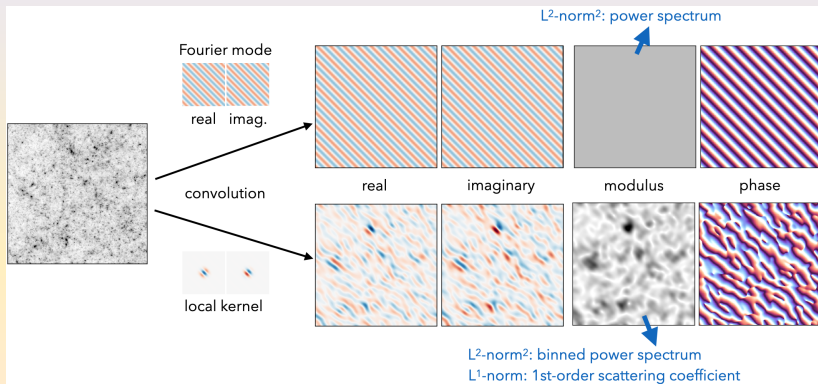 L²-norm²: power spectrum
Fourier mode
real imag.
convolution
real imaginary modulus phase
local kernel
L²-norm²: binned power spectrum
L¹-norm: 1st-order scattering coefficient